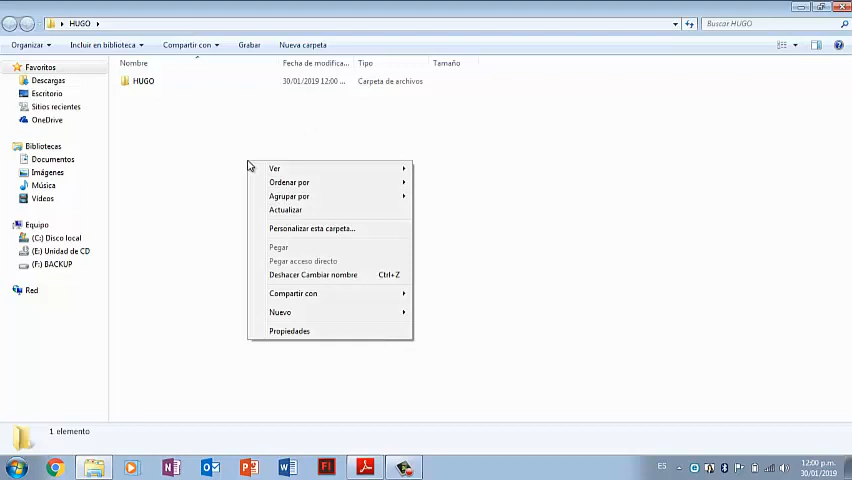 HUGO
Buscar HUGO
Organizar
Incluir en biblioteca
Compartir con
Grabar
Nueva carpeta
Nombre
Fecha de modifica...
Tipo
Tamaño
HUGO
30/01/2019 12:00 ...
Carpeta de archivos
Favoritos
Descargas
Escritorio
Sitios recientes
OneDrive
Bibliotecas
Documentos
Imágenes
Música
Vídeos
Equipo
(C:) Disco local
(E:) Unidad de CD
(F:) BACKUP
Red
Ver
Ordenar por
Agrupar por
Actualizar
Personalizar esta carpeta...
Pegar
Pegar acceso directo
Deshacer Cambiar nombre Ctrl+Z
Compartir con
Nuevo
Propiedades
1 elemento
ES
12:00 p.m.
30/01/2019